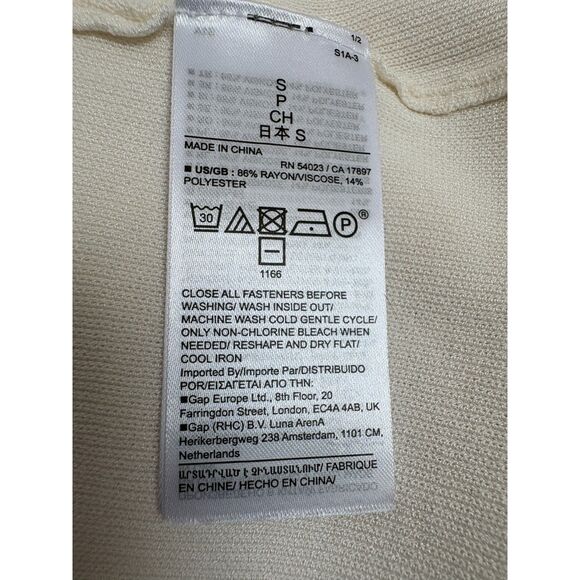 1/2
S1A-3
S
P
CH
日本 S
MADE IN CHINA
RN 54023 / CA 17897
■ US/GB : 86% RAYON/VISCOSE, 14%
POLYESTER
30
P®
1166
CLOSE ALL FASTENERS BEFORE
WASHING/ WASH INSIDE OUT/
MACHINE WASH COLD GENTLE CYCLE/
ONLY NON-CHLORINE BLEACH WHEN
NEEDED/ RESHAPE AND DRY FLAT/
COOL IRON
Imported By/Importe Par/DISTRIBUIDO
POR/ΕΙΣΑΓΕΤΑΙ ΑΠΟ ΤΗΝ:
■Gap Europe Ltd., 8th Floor, 20
Farringdon Street, London, EC4A 4AB, UK
■Gap (RHC) B.V. Luna ArenA
Herikerbergweg 238 Amsterdam, 1101 CM,
Netherlands
ԱՐՏԱԴՐՎԱԾ Է ՉԻՆԱՍՏԱՆՈՒՄ/ FABRIQUE
EN CHINE/ HECHO EN CHINA/